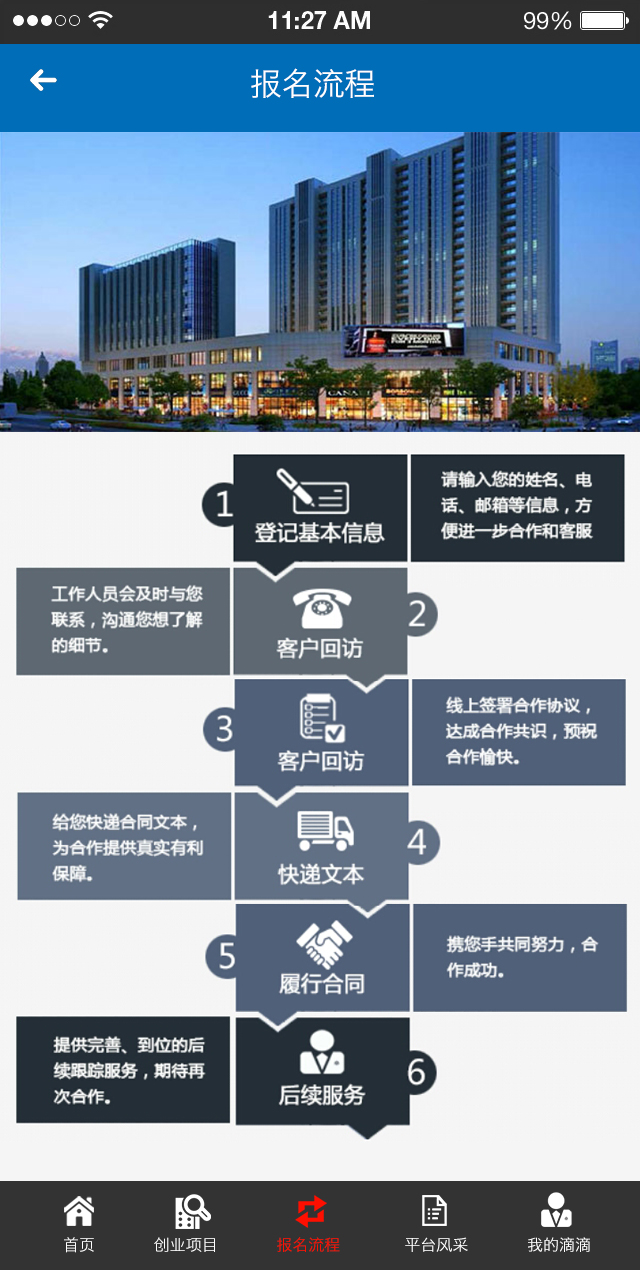 11:27 AM
99%
报名流程
CANA
1
登记基本信息
请输入您的姓名、电
话、邮箱等信息，方
便进一步合作和客服
工作人员会及时与您
联系，沟通您想了解
的细节。
客户回访
2
3
客户回访
线上签署合作协议，
达成合作共识，预祝
合作愉快。
给您快递合同文本，
为合作提供真实有利
保障。
快递文本
4
5
履行合同
携您手共同努力，合
作成功。
提供完善、到位的后
续跟踪服务，期待再
次合作。
后续服务
6
首页
创业项目
报名流程
平台风采
我的滴滴